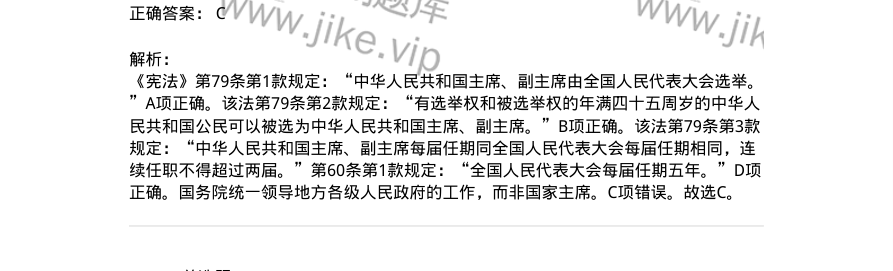 正确答案： C
www.jike.vip
www.jik
解析：
《宪法》第79条第1款规定：“中华人民共和国主席、副主席由全国人民代表大会选举。
”A项正确。该法第79条第2款规定：“有选举权和被选举权的年满四十五周岁的中华人
民共和国公民可以被选为中华人民共和国主席、副主席。”B项正确。该法第79条第3款
规定：“中华人民共和国主席、副主席每届任期同全国人民代表大会每届任期相同，连
续任职不得超过两届。”第60条第1款规定：“全国人民代表大会每届任期五年。”D项
正确。国务院统一领导地方各级人民政府的工作，而非国家主席。C项错误。故选C。